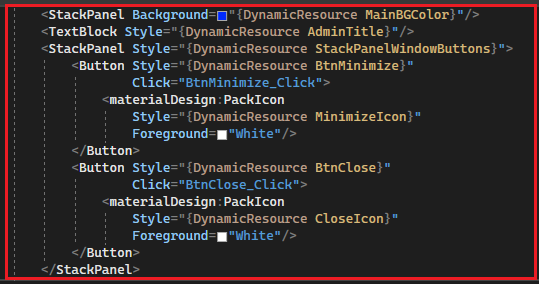 <StackPanel Background="{DynamicResource MainBGColor}"/>
<TextBlock Style="{DynamicResource AdminTitle}"/>
<StackPanel Style="{DynamicResource StackPanelWindowButtons}">
<Button Style="{DynamicResource BtnMinimize}"
Click="BtnMinimize_Click">
<materialDesign:PackIcon
Style="{DynamicResource MinimizeIcon}"
Foreground="White"/>
</Button>
<Button Style="{DynamicResource BtnClose}"
Click="BtnClose_Click">
<materialDesign:PackIcon
Style="{DynamicResource CloseIcon}"
Foreground="White"/>
</Button>
</StackPanel>